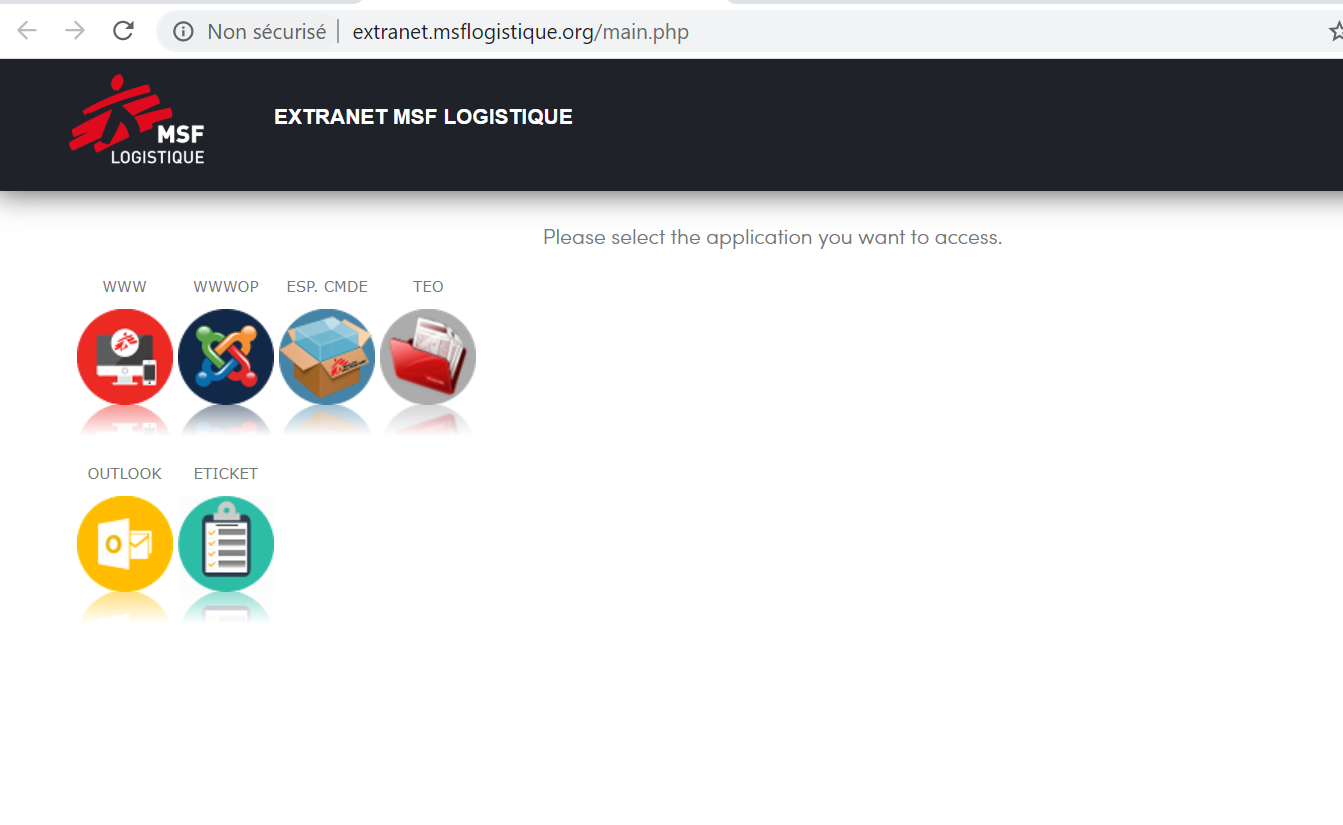 Non sécurisé | extranet.msflogistique.org/main.php
MSF
LOGISTIQUE
EXTRANET MSF LOGISTIQUE
Please select the application you want to access.
WWW WWWOP ESP. CMDE TEO
OUTLOOK ETICKET